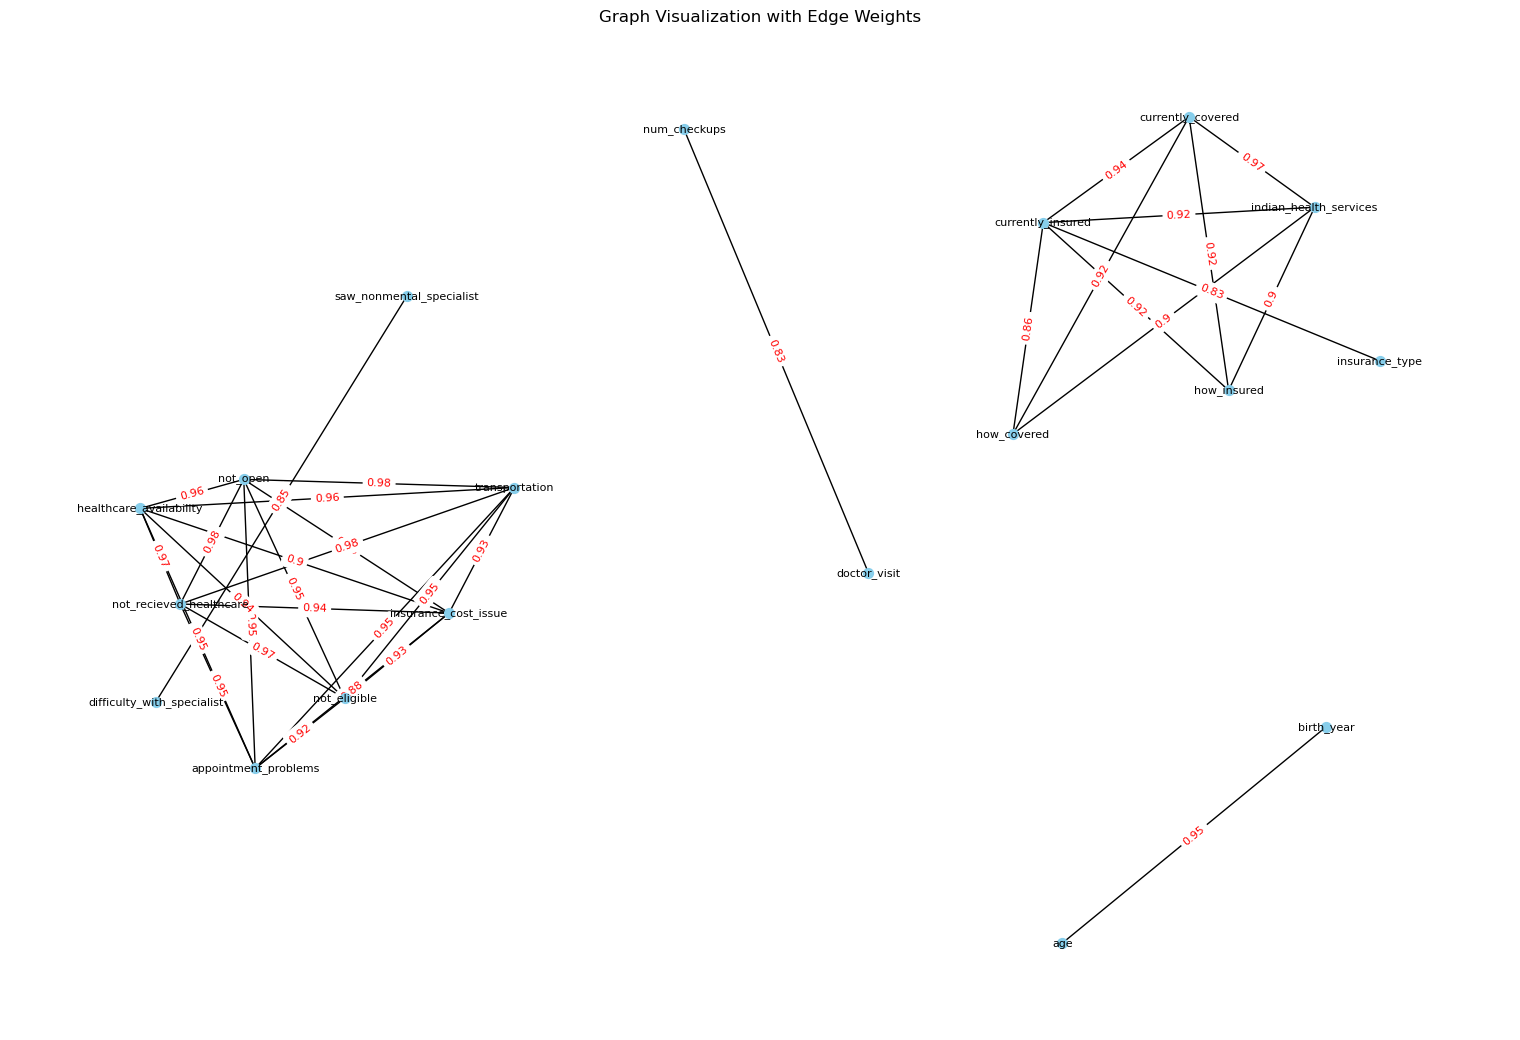 Graph Visualization with Edge Weights
currently_covered
num_checkups
0.97
0.94
indian_health_services
0.92
currently_insured
0.92
0.92
saw_nonmental_specialist
0.83
0.9
0.92
0.9
0.86
0.83
insurance_type
how_insured
how_covered
not_open
0.98
transportation
0.96
0.96
0.85
healthcare_availability
0.98
0.98
0.93
0.97
0.9
doctor_visit
0.95
0.95
not_recieved_healthcare
0.94
insurance_cost_issue
0.95
0.95
0.95
0.97
0.93
0.95
0.88
not_eligible
difficulty_with_specialist
0.92
birth_year
appointment_problems
0.95
age